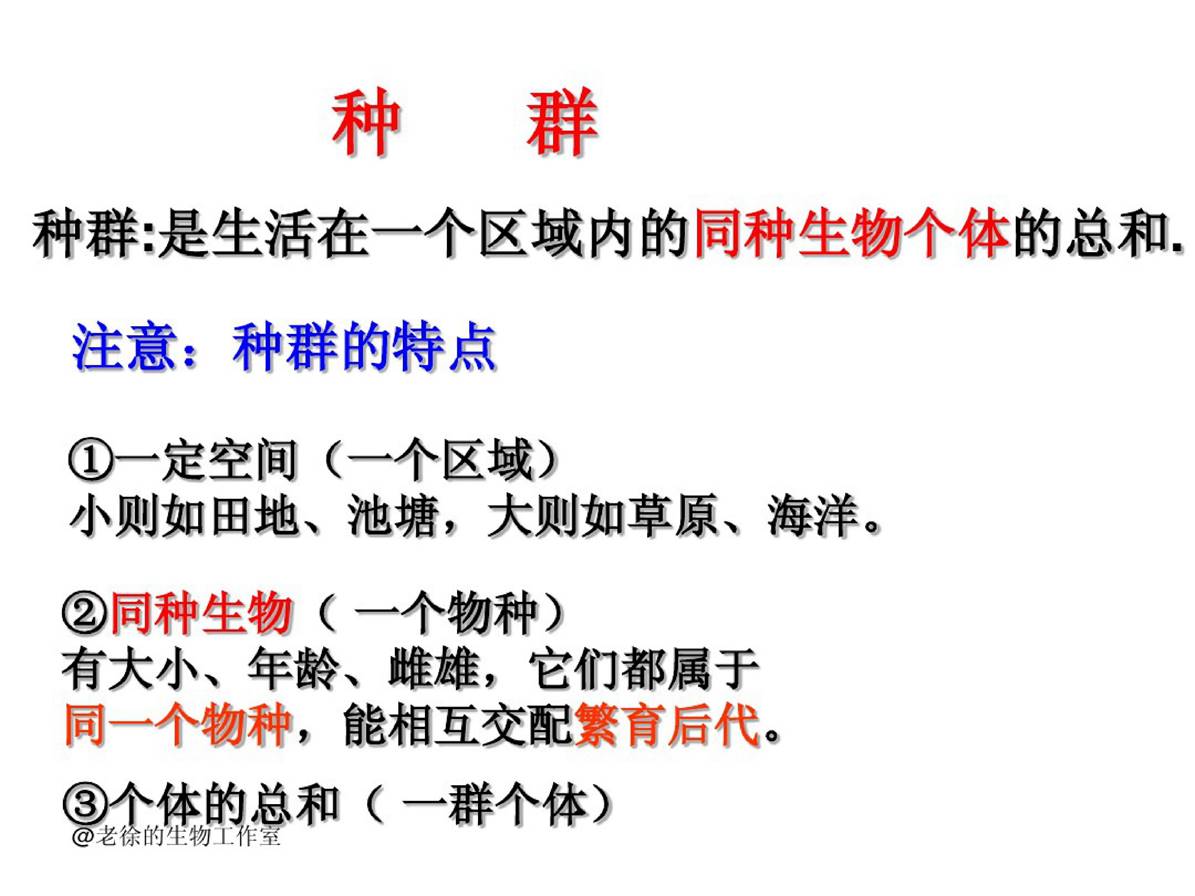 种 群
种群:是生活在一个区域内的同种生物个体的总和.
注意：种群的特点
①一定空间（一个区域）
小则如田地、池塘，大则如草原、海洋。
②同种生物（ 一个物种）
有大小、年龄、雌雄，它们都属于
同一个物种，能相互交配繁育后代。
③个体的总和（ 一群个体）
@老徐的生物工作室